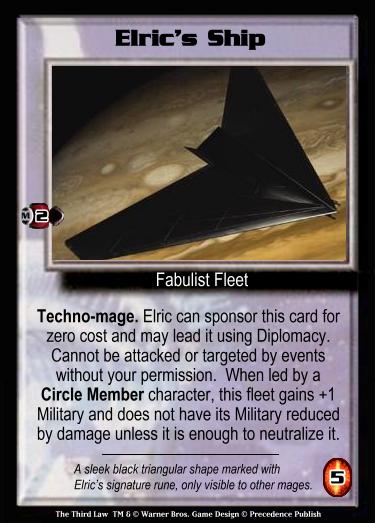 Elric's Ship
M 2
Fabulist Fleet
Techno-mage. Elric can sponsor this card for
zero cost and may lead it using Diplomacy.
Cannot be attacked or targeted by events
without your permission. When led by a
Circle Member character, this fleet gains +1
Military and does not have its Military reduced
by damage unless it is enough to neutralize it.
A sleek black triangular shape marked with
Elric's signature rune, only visible to other mages.
5
The Third Law TM & © Warner Bros. Game Design © Precedence Publish